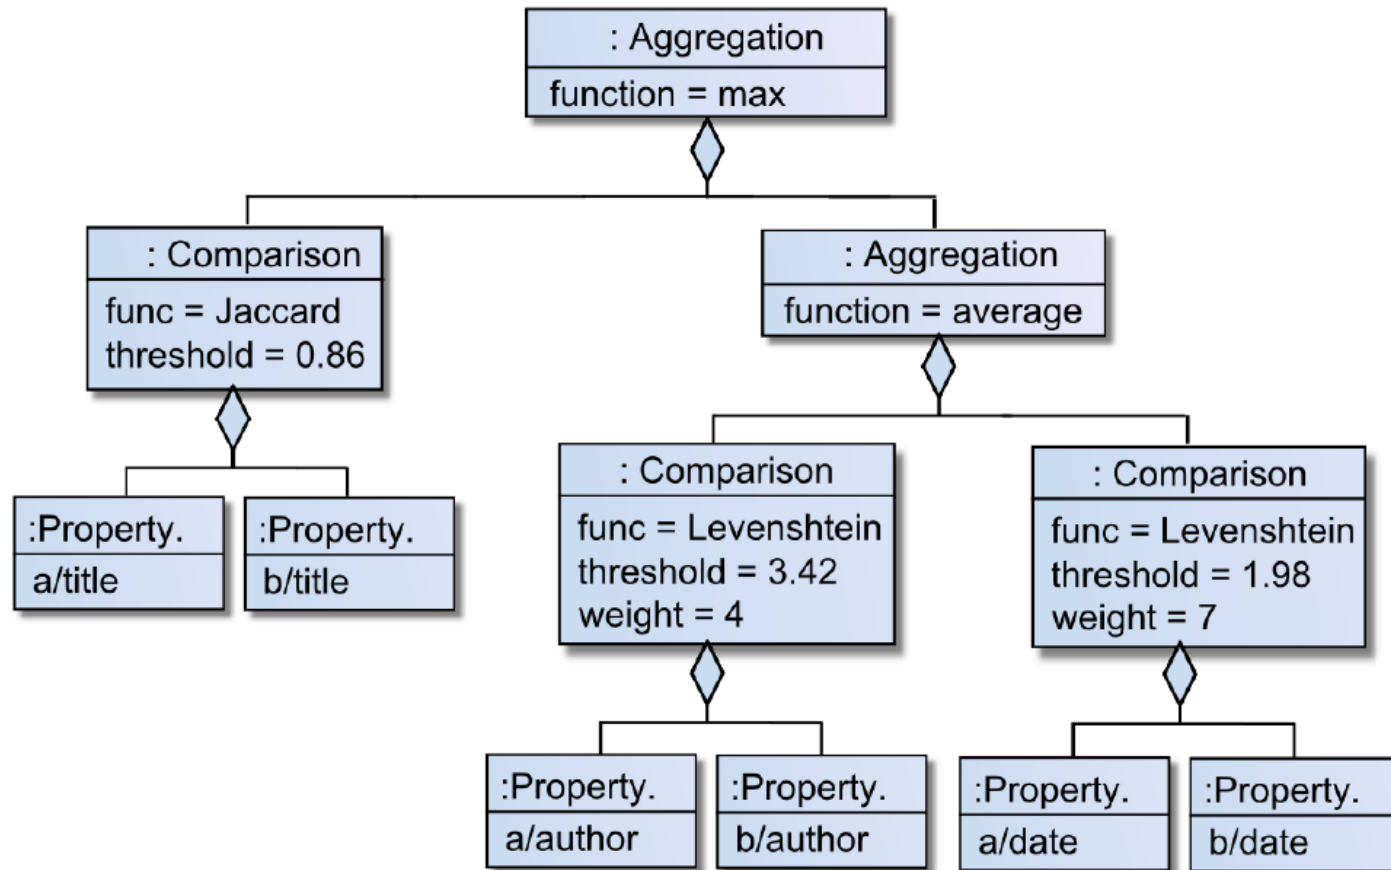 : Aggregation
function = max
: Comparison
func = Jaccard
threshold = 0.86
: Aggregation
function = average
:Property.
a/title
:Property.
b/title
: Comparison
func = Levenshtein
threshold = 3.42
weight = 4
: Comparison
func = Levenshtein
threshold = 1.98
weight = 7
:Property.
a/author
:Property.
b/author
:Property.
a/date
:Property.
b/date